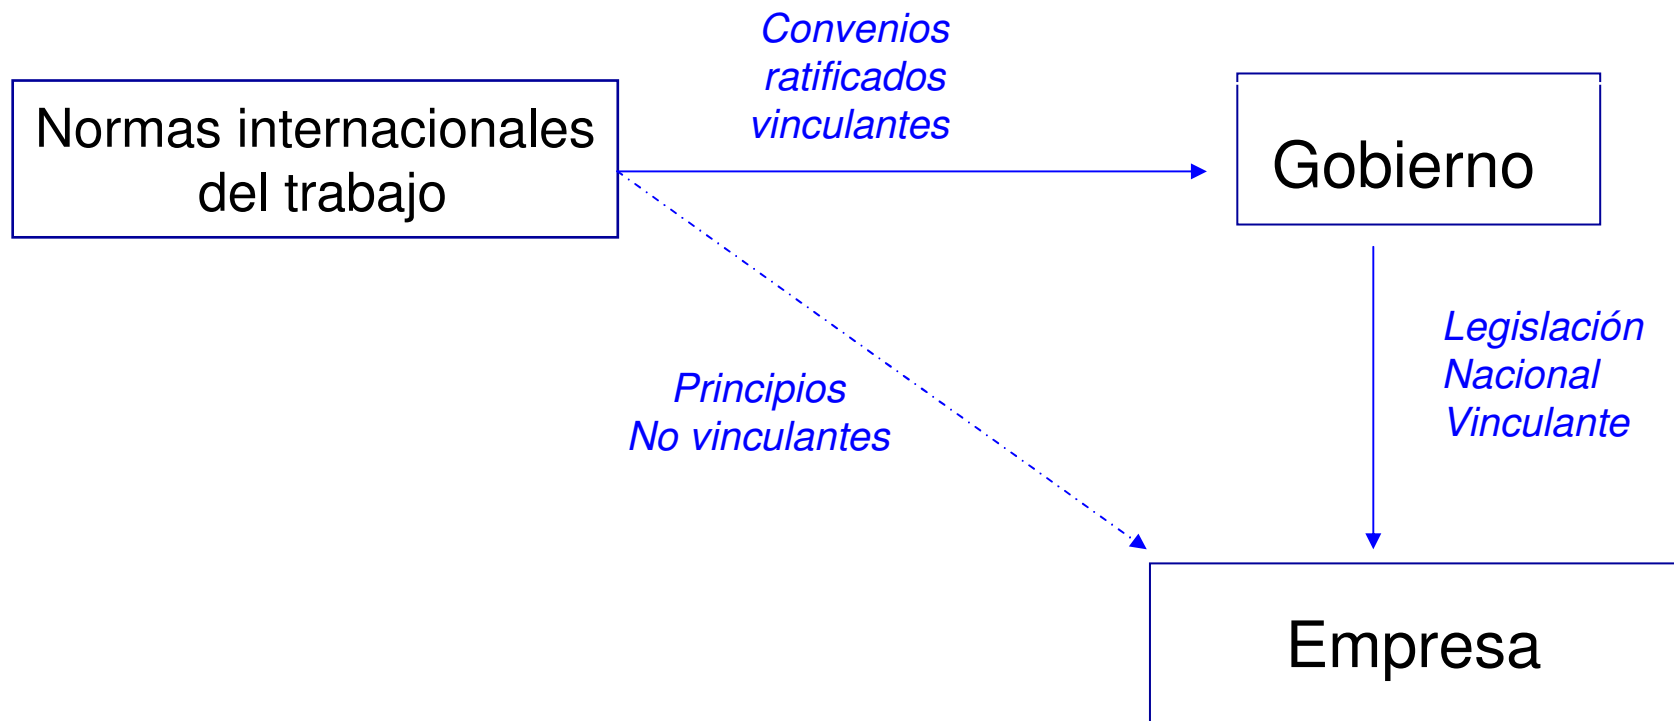 Convenios
ratificados
vinculantes
Normas internacionales
del trabajo
Gobierno
Legislación
Nacional
Vinculante
Principios
No vinculantes
Empresa